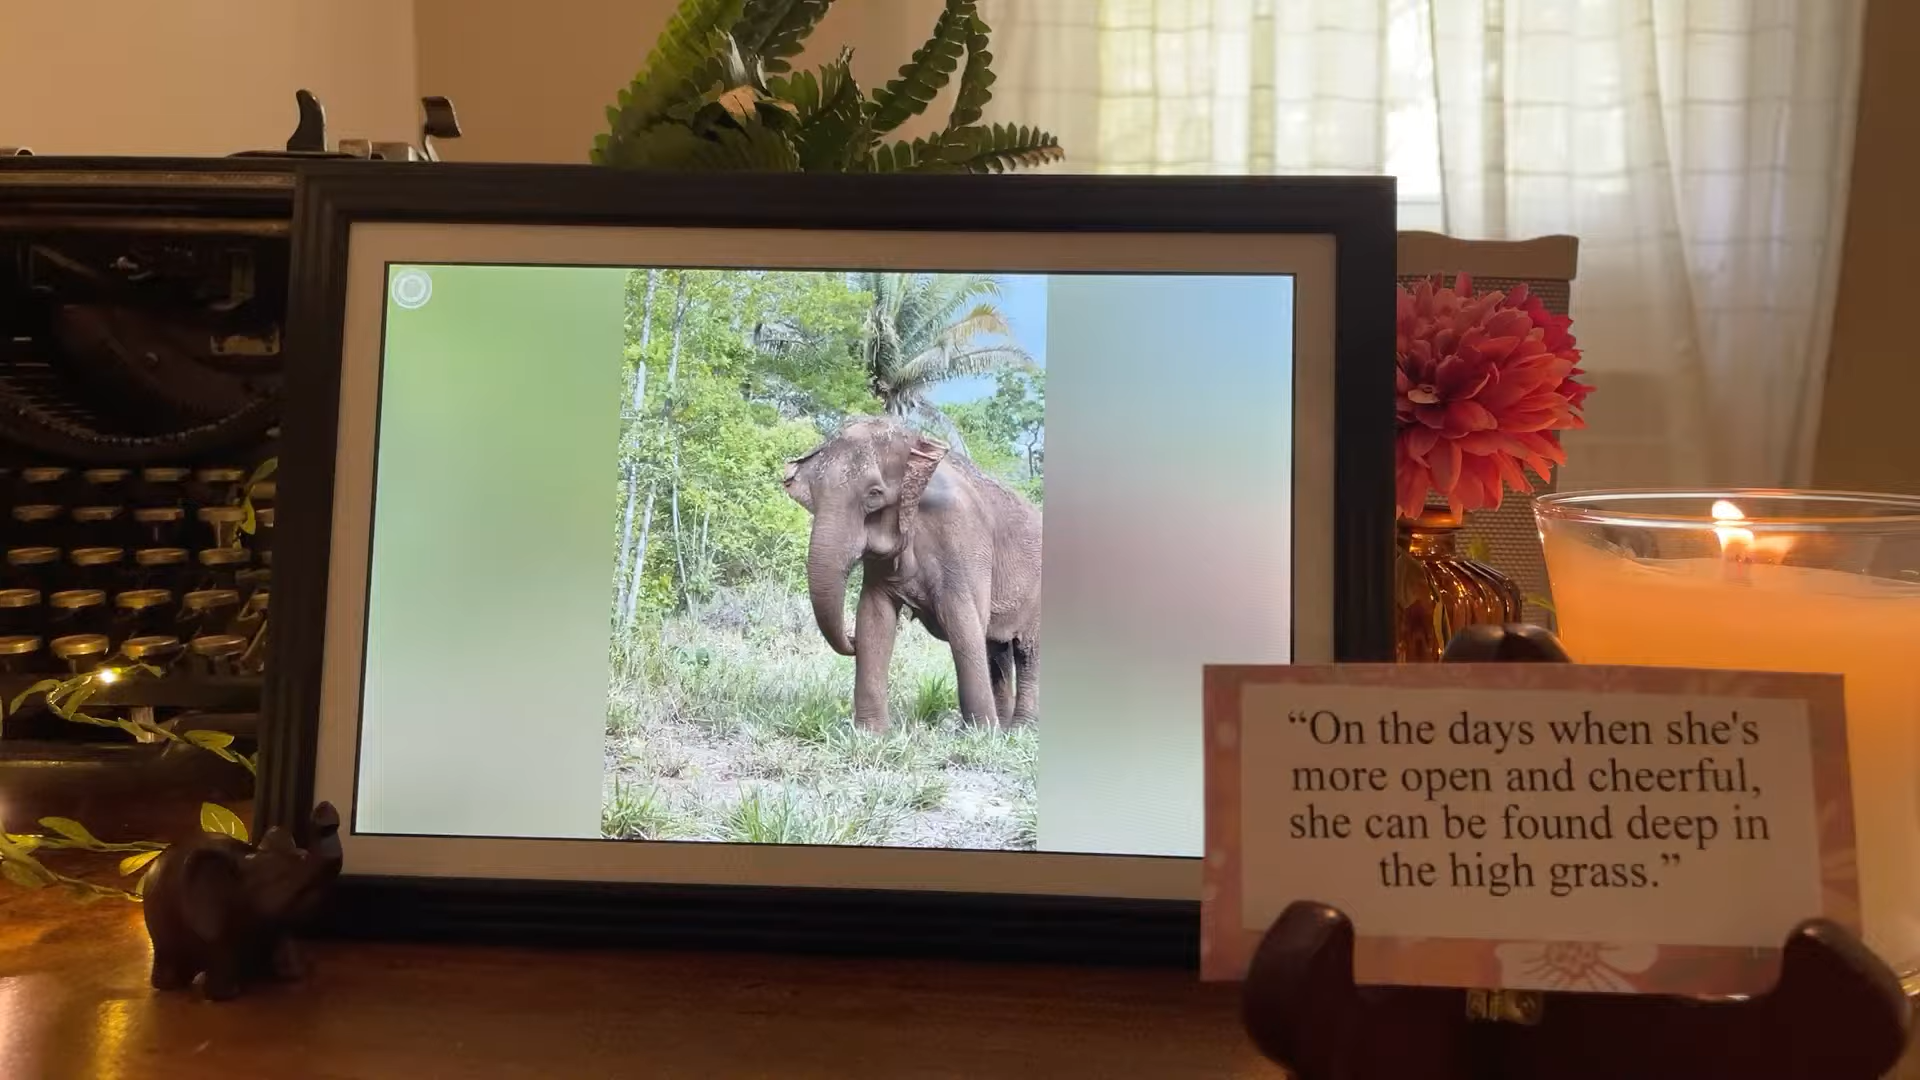 “On the days when she's
more open and cheerful,
she can be found deep in
the high grass.”